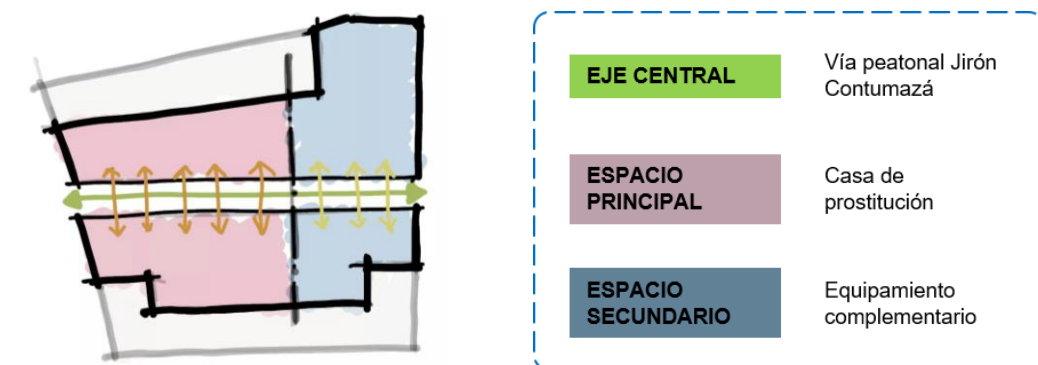 EJE CENTRAL
Vía peatonal Jirón
Contumazá
ESPACIO
PRINCIPAL
Casa de
prostitución
ESPACIO
SECUNDARIO
Equipamiento
complementario